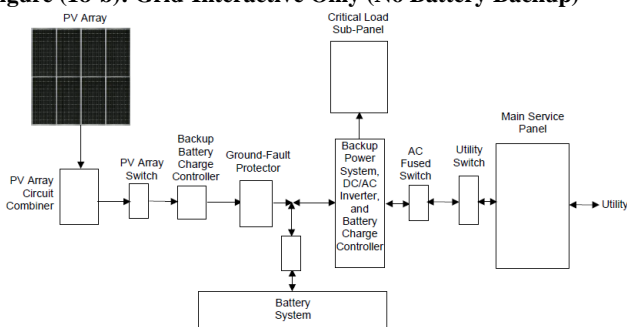 Figure (16-b): Grid-Interactive Only (No Battery Backup)
PV Array
Critical Load
Sub-Panel
Main Service
Panel
Backup
Battery
Charge
Controller
PV Array
Switch
Ground-Fault
Protector
Backup
Power
System,
DC/AC
Inverter,
and
Battery
Charge
Controller
AC
Fused
Switch
Utility
Switch
PV Array
Circuit
Combiner
Utility
Battery
System